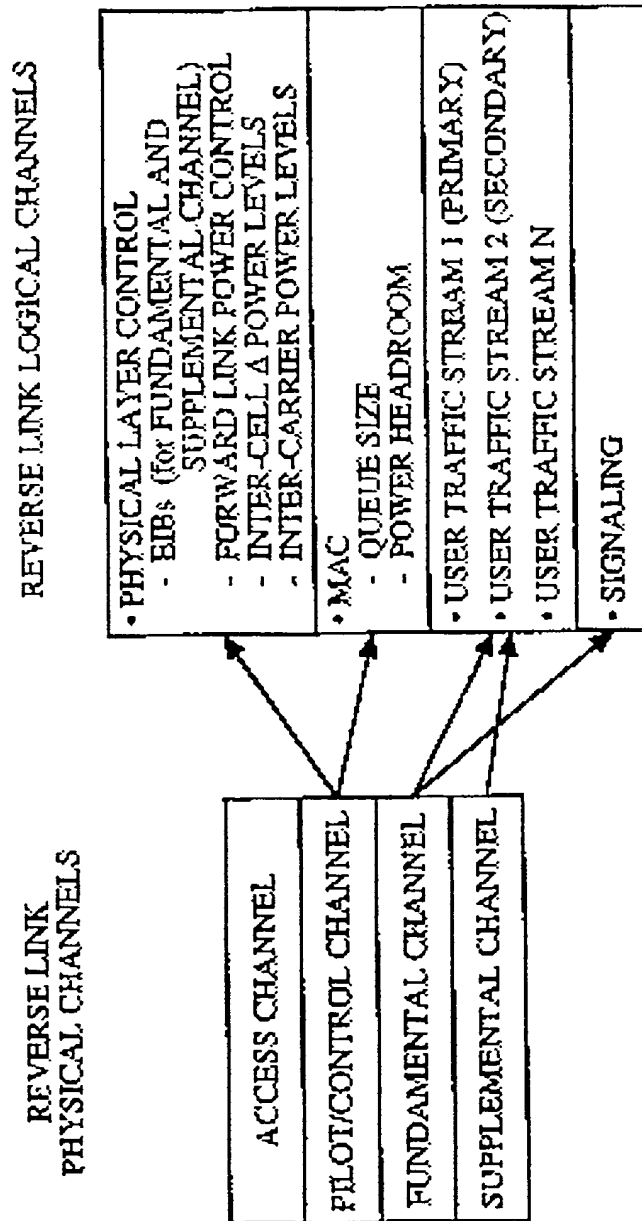 REVERSE LINK
PHYSICAL CHANNELS
ACCESS CHANNEL
PILOT/CONTROL CHANNEL
FUNDAMENTAL CHANNEL
SUPPLEMENTAL CHANNEL
REVERSE LINK LOGICAL CHANNELS
• PHYSICAL LAYER CONTROL
- EIBs (for FUNDAMENTAL AND
SUPPLEMENTAL CHANNEL)
- FORWARD LINK POWER CONTROL
- INTER-CELL Δ POWER LEVELS
- INTER-CARRIER POWER LEVELS
• MAC
- QUEUE SIZE
- POWER HEADROOM
• USER TRAFFIC STREAM 1 (PRIMARY)
• USER TRAFFIC STREAM 2 (SECONDARY)
• USER TRAFFIC STREAM N
• SIGNALING